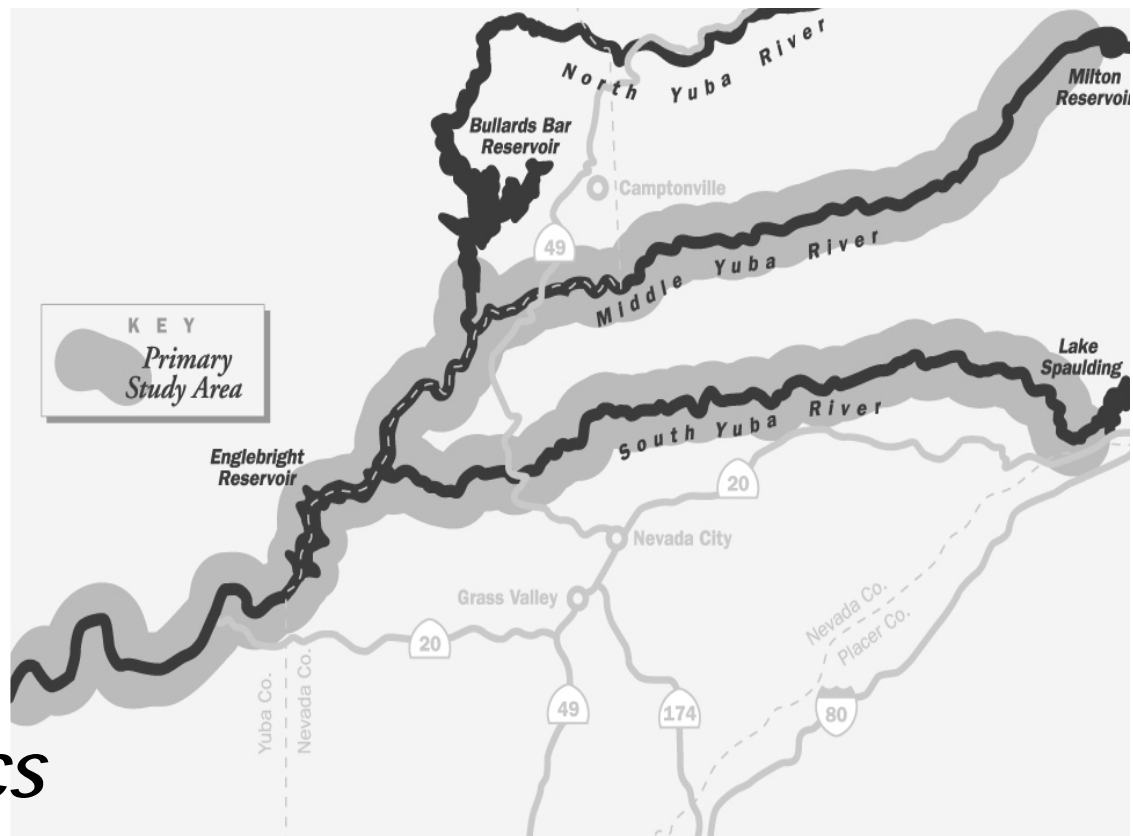 North Yuba River
Milton
Reservoir
Bullards Bar
Reservoir
Camptonville
49
Middle Yuba River
KEY
Primary
Study Area
Lake
Spaulding
South Yuba River
Englebright
Reservoir
20
Nevada City
Grass Valley
20
Nevada Co.
Placer Co.
Yuba Co.
Nevada Co.
49
174
80
cs